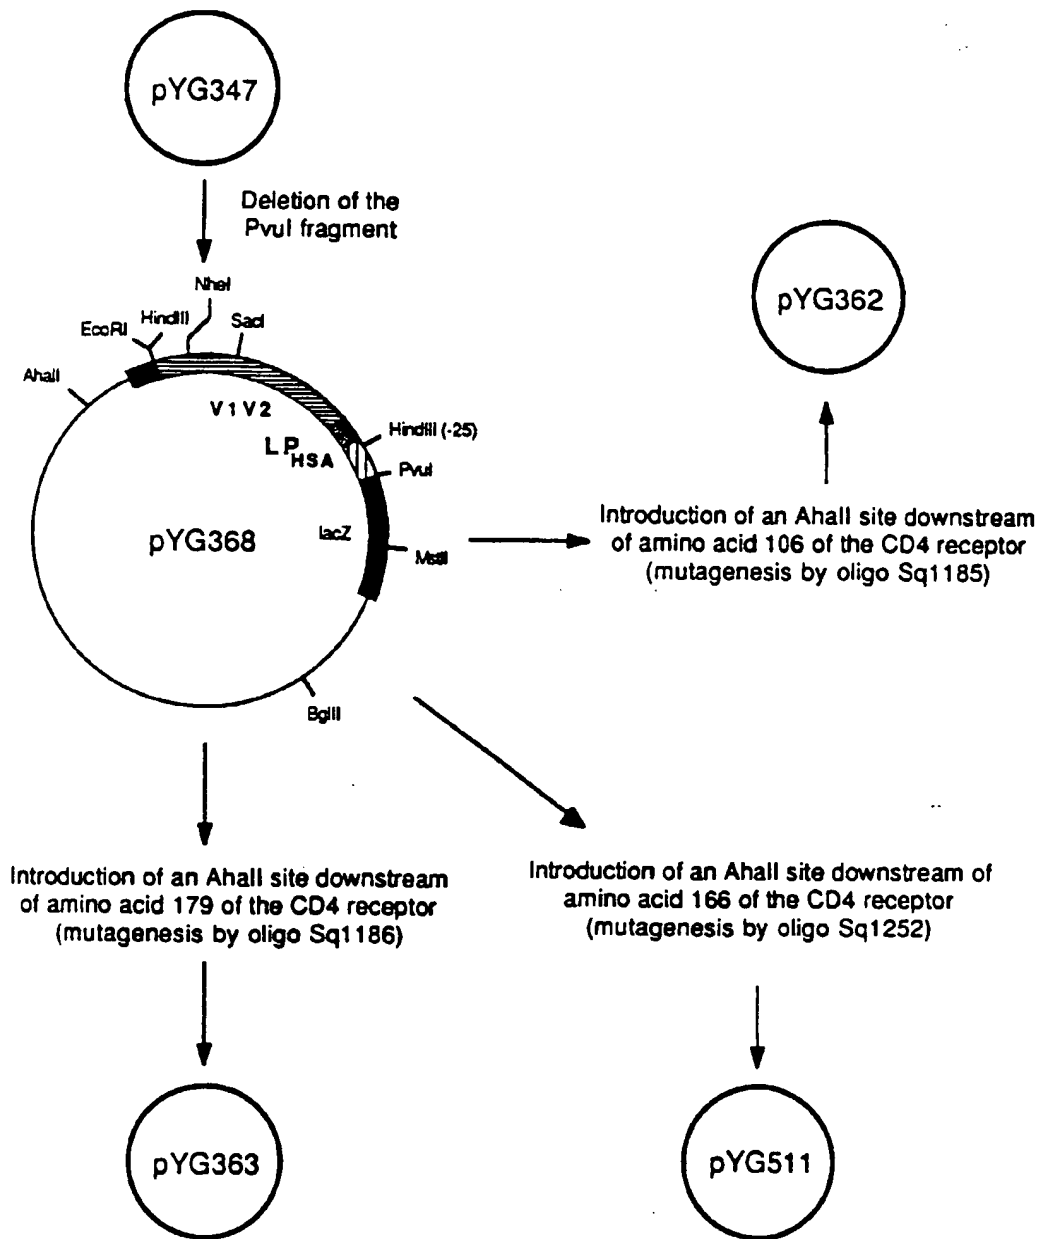 pYG347
Deletion of the
PvuI fragment
NheI
HindIII
SacI
EcoRI
AhaII
V1V2
HindIII (-25)
LP HSA
PvuI
lacZ
MstII
pYG368
BglII
pYG362
Introduction of an AhaII site downstream
of amino acid 106 of the CD4 receptor
(mutagenesis by oligo Sq1185)
Introduction of an AhaII site downstream
of amino acid 179 of the CD4 receptor
(mutagenesis by oligo Sq1186)
Introduction of an AhaII site downstream of
amino acid 166 of the CD4 receptor
(mutagenesis by oligo Sq1252)
pYG363
pYG511